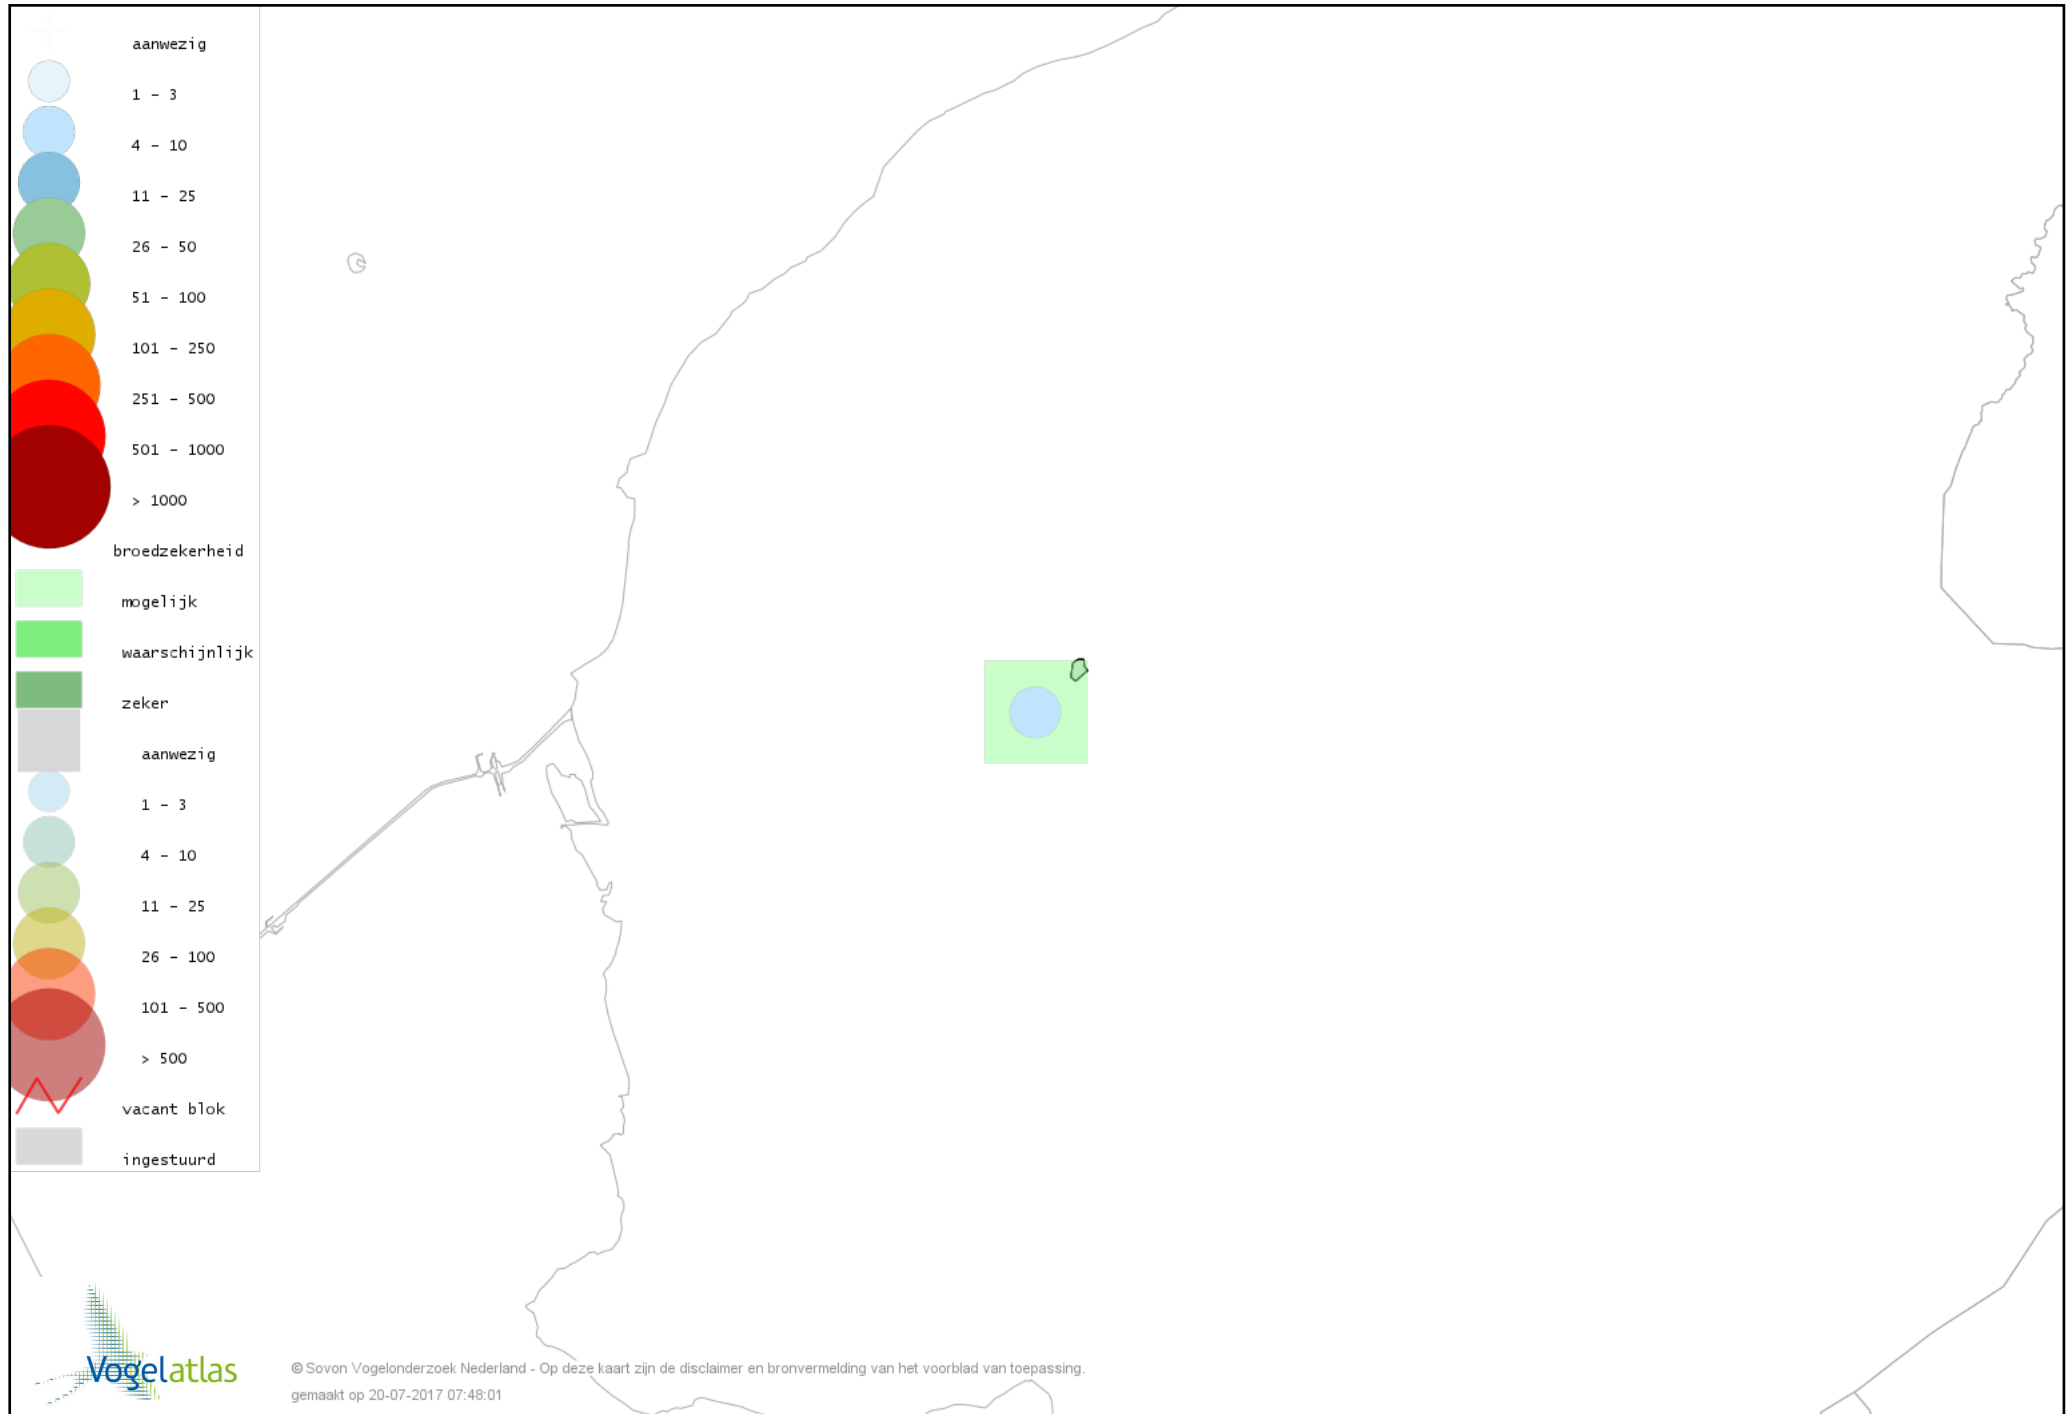 aanwezig
1 - 3
4 - 10
11 - 25
26 - 50
51 - 100
101 - 250
251 - 500
501 - 1000
> 1000
broedzekerheid
mogelijk
waarschijnlijk
zeker
aanwezig
1 - 3
4 - 10
11 - 25
26 - 100
101 - 500
> 500
vacant blok
ingestuurd
Vogelatlas
© Sovon Vogelonderzoek Nederland - Op deze kaart zijn de disclaimer en bronvermelding van het voorblad van toepassing.
gemaakt op 20-07-2017 07:48:01